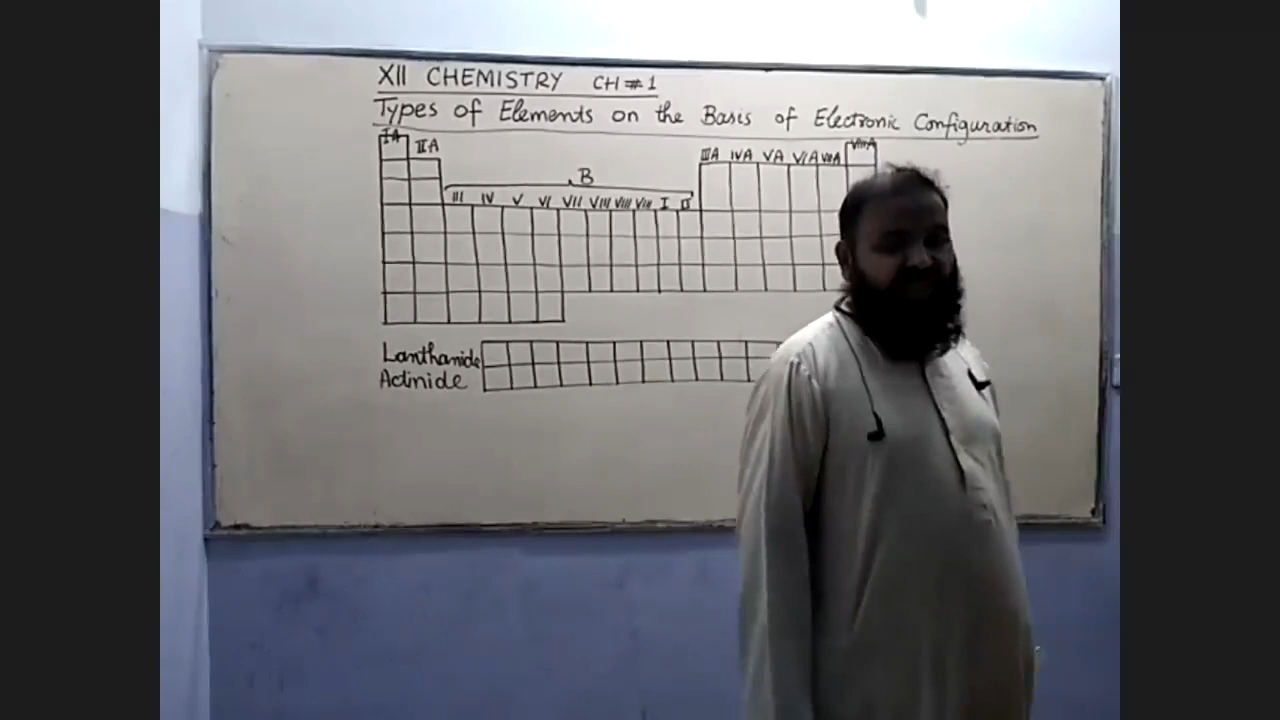 XII CHEMISTRY CH # 1
Types of Elements on the Basis of Electronic Configuration
IA IIA IIIA IVA VA VIA VIIA VIIIA
B
III IV V VI VII VIII VIII VIII I II
Lanthanide
Actinide